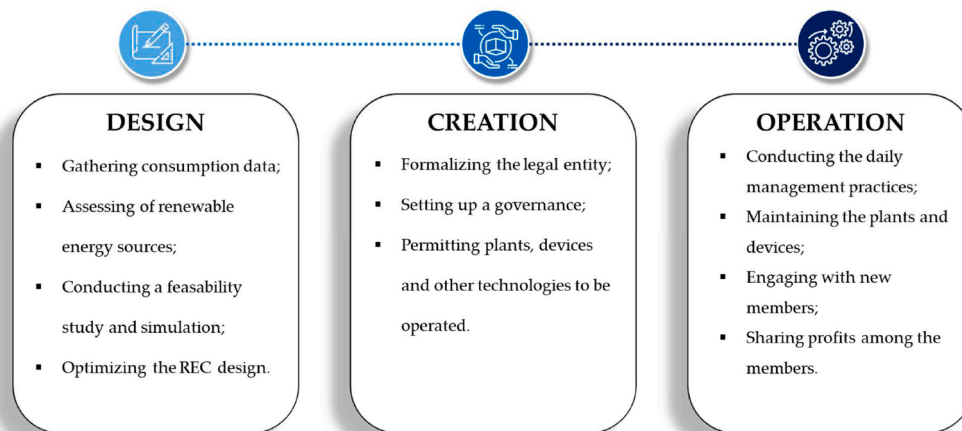 DESIGN
▪ Gathering consumption data;
▪ Assessing of renewable
energy sources;
▪ Conducting a feasability
study and simulation;
▪ Optimizing the REC design.
CREATION
▪ Formalizing the legal entity;
▪ Setting up a governance;
▪ Permitting plants, devices
and other technologies to be
operated.
OPERATION
▪ Conducting the daily
management practices;
▪ Maintaining the plants and
devices;
▪ Engaging with new
members;
▪ Sharing profits among the
members.